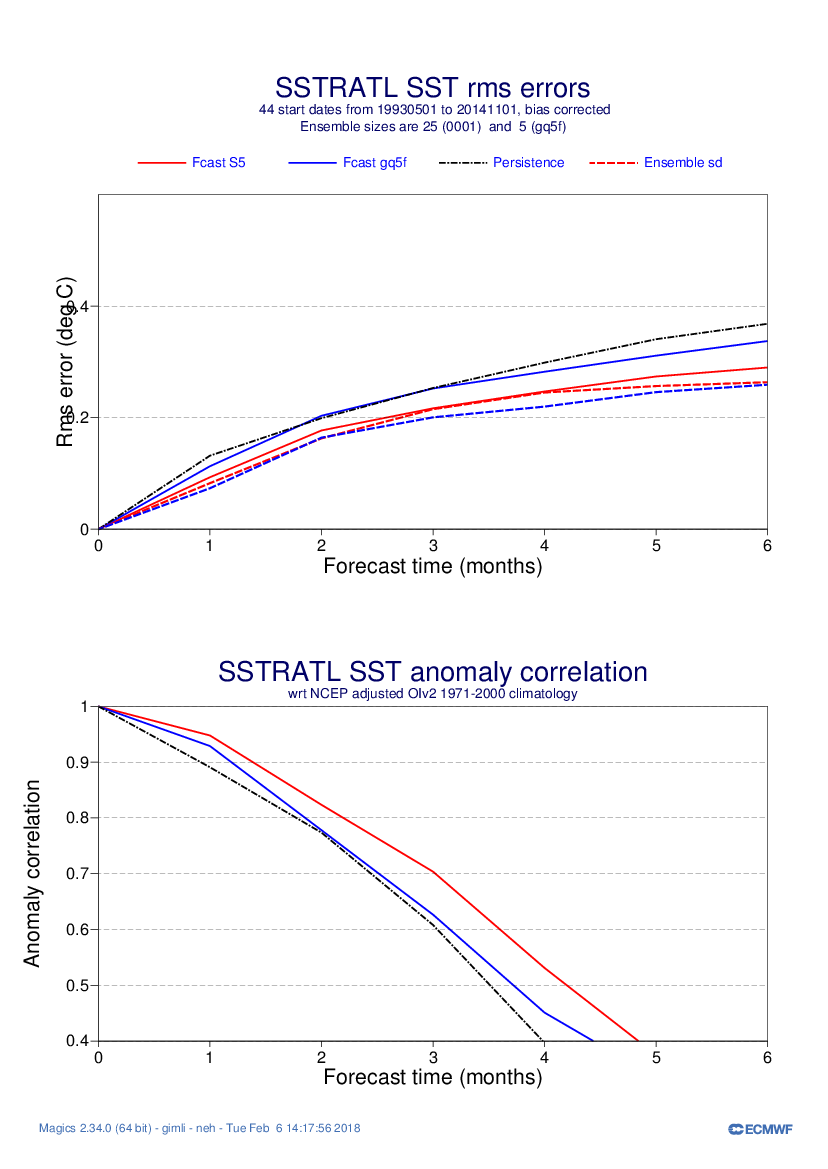 SSTRATL SST rms errors
44 start dates from 19930501 to 20141101, bias corrected
Ensemble sizes are 25 (0001)  and  5 (gq5f)
Fcast S5 Fcast gq5f Persistence Ensemble sd
Rms error (deg C)
0.4
0.2
0
0 1 2 3 4 5 6
Forecast time (months)
SSTRATL SST anomaly correlation
wrt NCEP adjusted OIv2 1971-2000 climatology
Anomaly correlation
1
0.9
0.8
0.7
0.6
0.5
0.4
0 1 2 3 4 5 6
Forecast time (months)
Magics 2.34.0 (64 bit) - gimli - neh - Tue Feb  6 14:17:56 2018
ECMWF